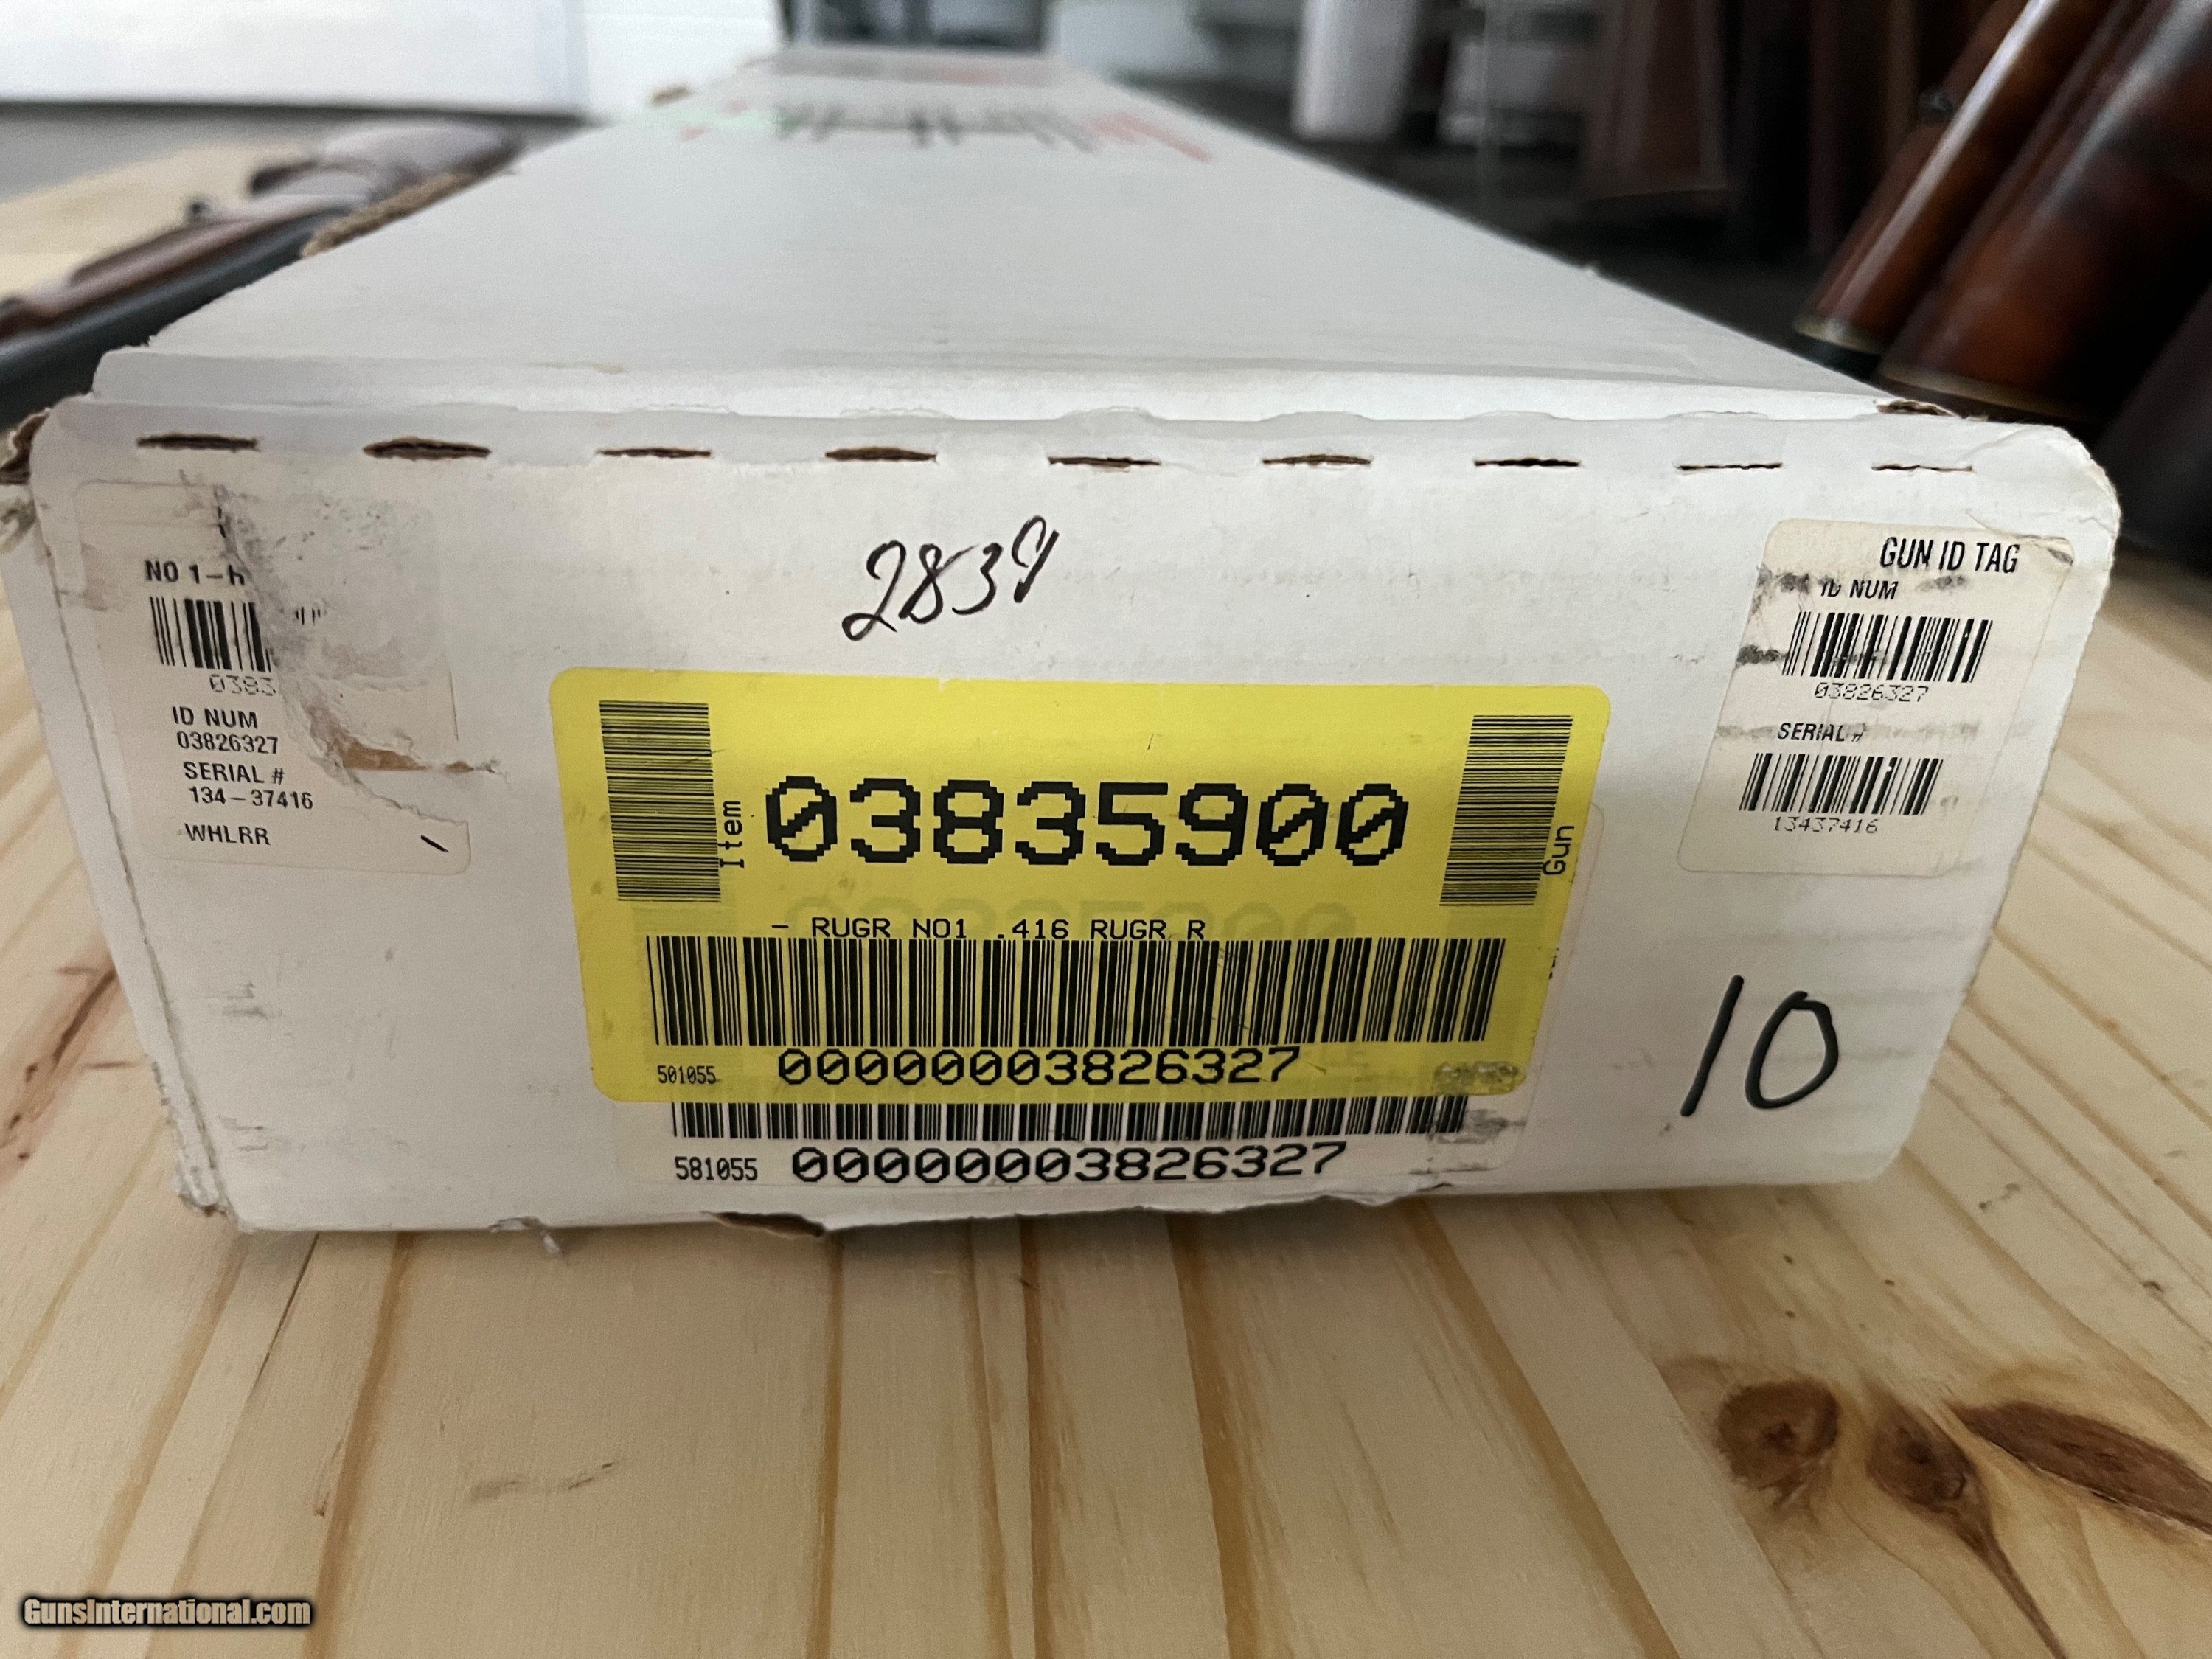 2839
NO 1-h
0383
ID NUM
03826327
SERIAL #
134-37416
WHLRR
GUN ID TAG
ID NUM
03826327
SERIAL #
13437416
Item
03835900
Gun
- RUGR NO1 .416 RUGR R
501055 00000003826327
581055 00000003826327
10
GunsInternational.com